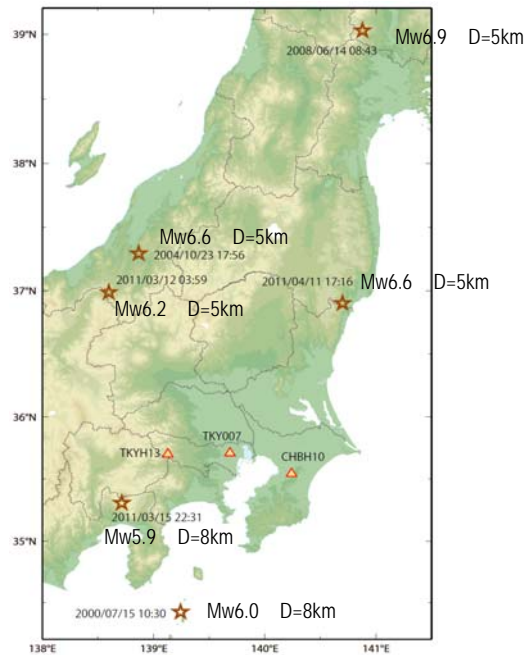 39°N
Mw6.9 D=5km
2008/06/14 08:43
38°N
Mw6.6 D=5km
2004/10/23 17:56
2011/03/12 03:59
2011/04/11 17:16
Mw6.6 D=5km
37°N
Mw6.2 D=5km
36°N
TKYH13
TKY007
CHBH10
2011/03/15 22:31
Mw5.9 D=8km
35°N
2000/07/15 10:30
Mw6.0 D=8km
138°E
139°E
140°E
141°E